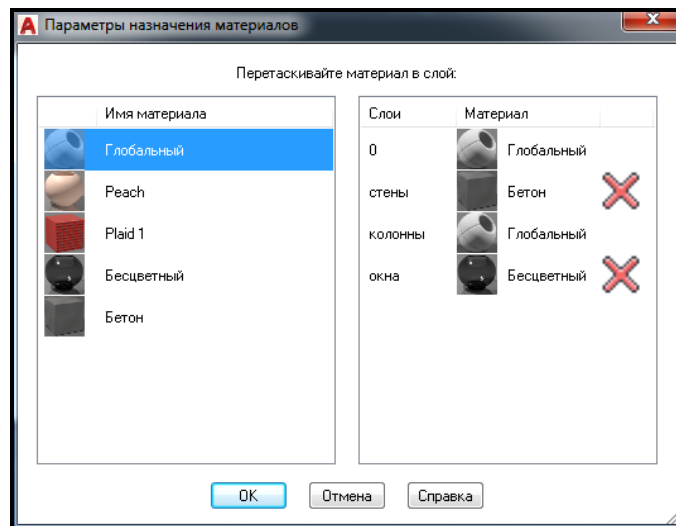 Параметры назначения материалов
Перетаскивайте материал в слой:
Имя материала
Глобальный
Peach
Plaid 1
Бесцветный
Бетон
Слои Материал
0 Глобальный
стены Бетон
колонны Глобальный
окна Бесцветный
ОК Отмена Справка